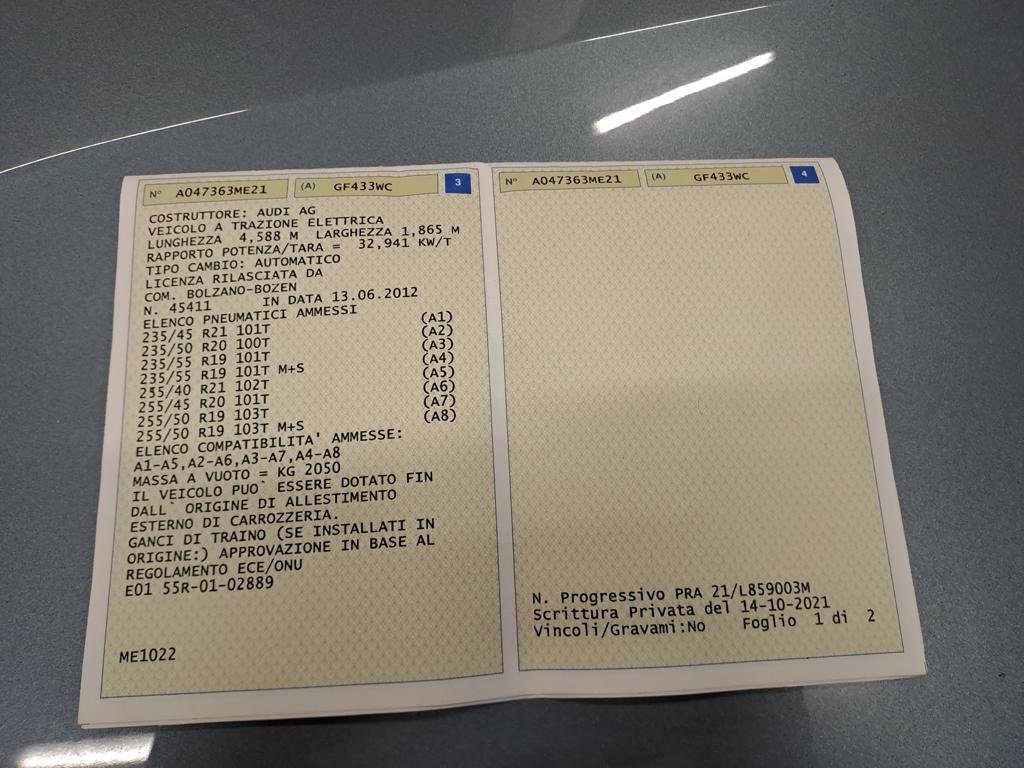 N° A047363ME21 (A) GF433WC 3
COSTRUTTORE: AUDI AG
VEICOLO A TRAZIONE ELETTRICA
LUNGHEZZA 4,588 M LARGHEZZA 1,865 M
RAPPORTO POTENZA/TARA = 32,941 KW/T
TIPO CAMBIO: AUTOMATICO
LICENZA RILASCIATA DA
COM. BOLZANO-BOZEN
N. 45411 IN DATA 13.06.2012
ELENCO PNEUMATICI AMMESSI
235/45 R21 101T (A1)
235/50 R20 100T (A2)
235/55 R19 101T (A3)
235/55 R19 101T M+S (A4)
255/40 R21 102T (A5)
255/45 R20 101T (A6)
255/50 R19 103T (A7)
255/50 R19 103T M+S (A8)
ELENCO COMPATIBILITA' AMMESSE:
A1-A5,A2-A6,A3-A7,A4-A8
MASSA A VUOTO = KG 2050
IL VEICOLO PUO` ESSERE DOTATO FIN
DALL` ORIGINE DI ALLESTIMENTO
ESTERNO DI CARROZZERIA.
GANCI DI TRAINO (SE INSTALLATI IN
ORIGINE:) APPROVAZIONE IN BASE AL
REGOLAMENTO ECE/ONU
E01 55R-01-02889
ME1022
N° A047363ME21 (A) GF433WC 4
N. Progressivo PRA 21/L859003M
Scrittura Privata del 14-10-2021
Vincoli/Gravami:No Foglio 1 di 2